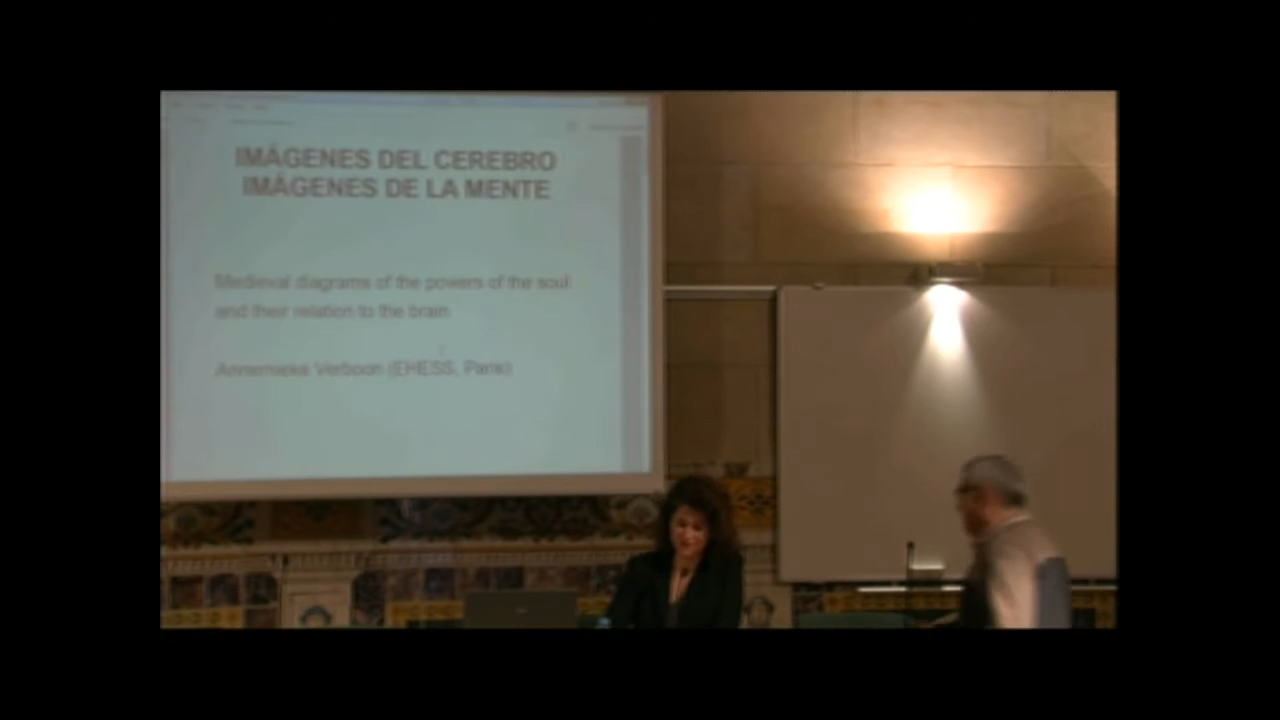 IMÁGENES DEL CEREBRO
IMÁGENES DE LA MENTE
Medieval diagrams of the powers of the soul
and their relation to the brain
Annemieke Verboon (EHESS, Paris)